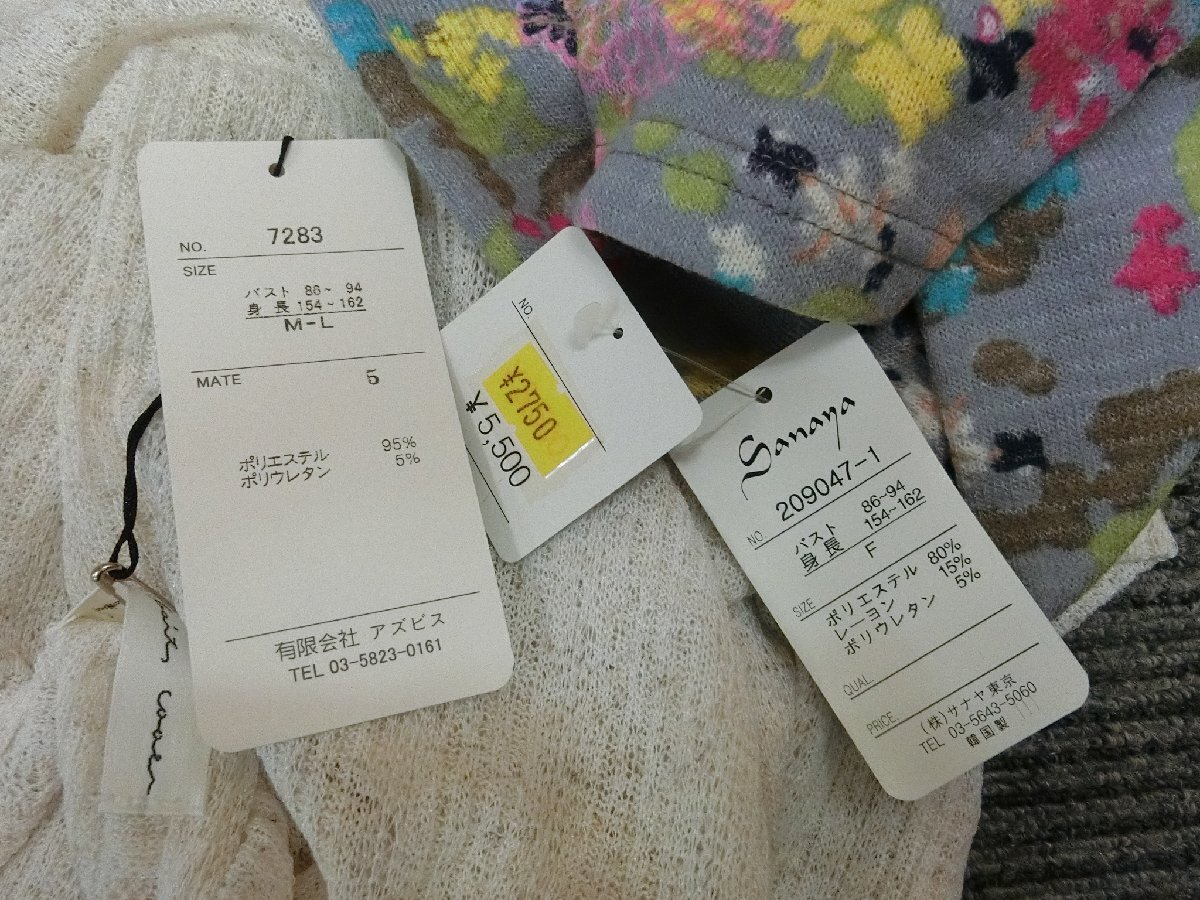 NO. 7283
SIZE
バスト 86~ 94
身長 154~162
M-L
MATE 5
ポリエステル 95%
ポリウレタン 5%
有限会社 アズビス
TEL 03-5823-0161
NO.
¥2750
¥5,500
Sanaya
NO 209047-1
バスト 86~94
身長 154~162
SIZE F
ポリエステル 80%
レーヨン 15%
ポリウレタン 5%
QUAL
PRICE
(株)サナヤ東京
TEL 03-5643-5060
韓国製